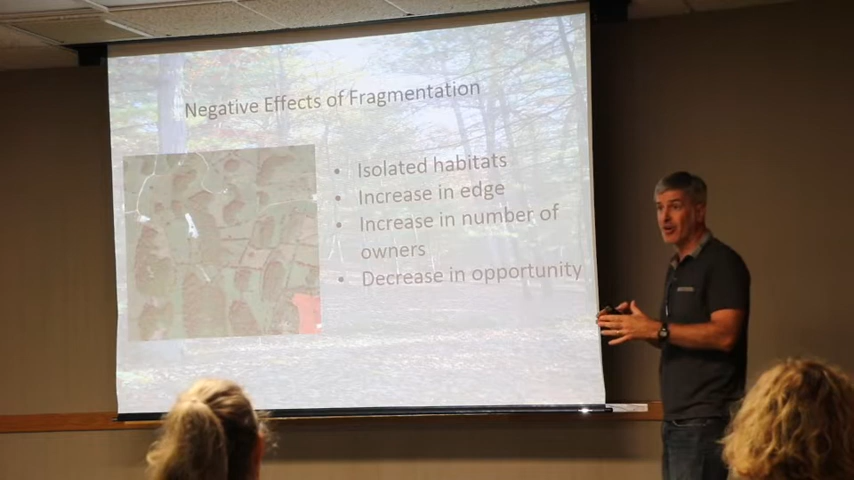 Negative Effects of Fragmentation
• Isolated habitats
• Increase in edge
• Increase in number of
owners
• Decrease in opportunity